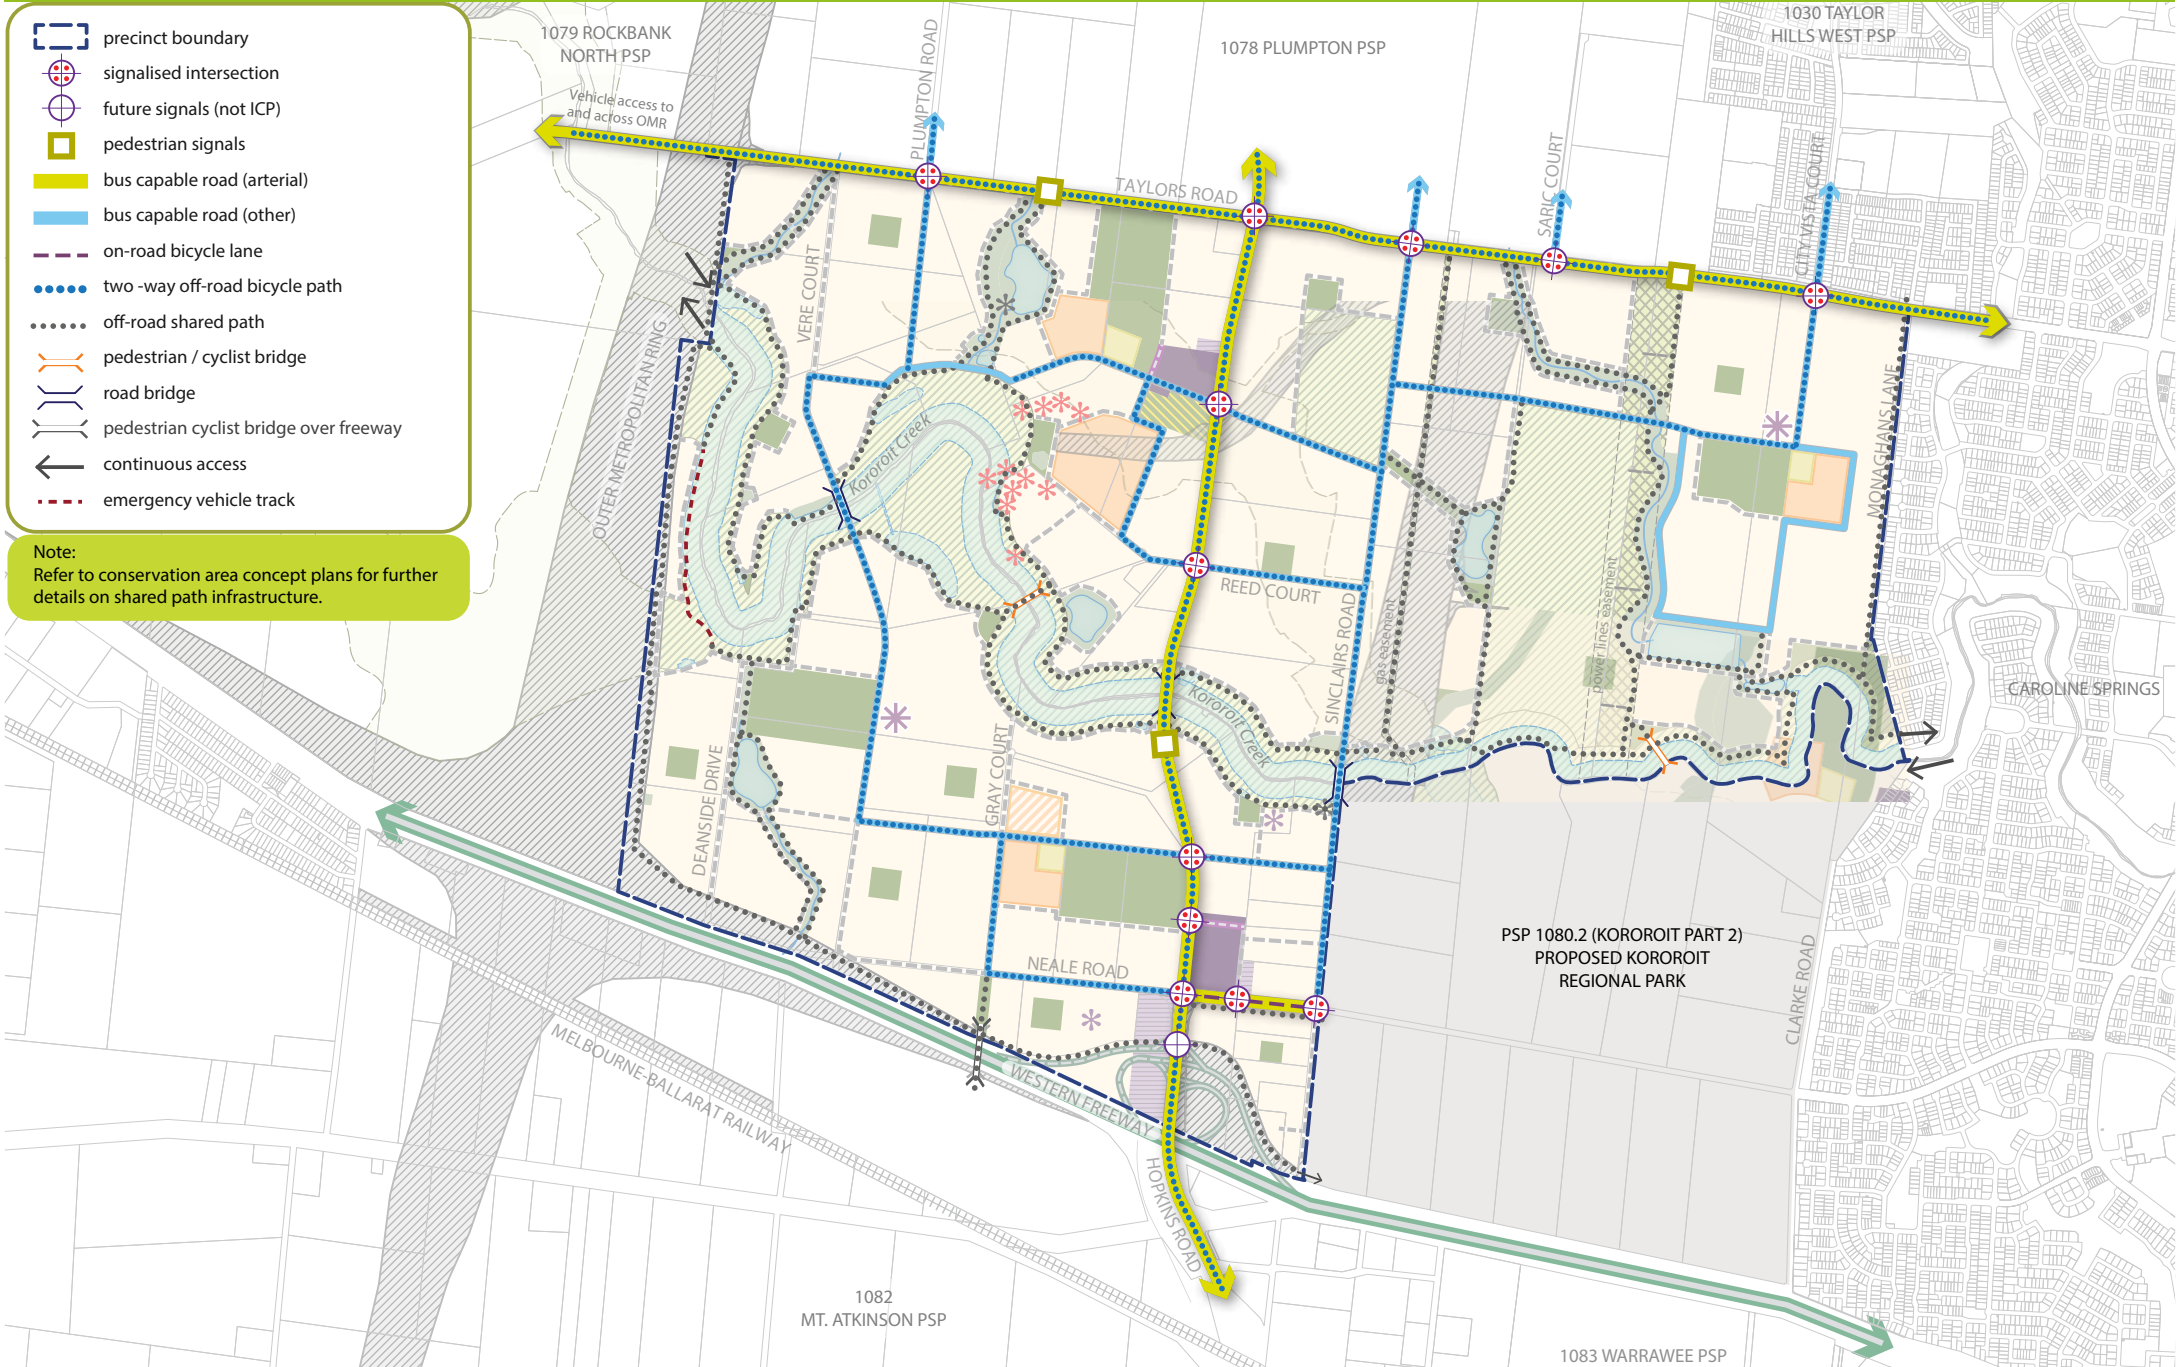 precinct boundary
signalised intersection
future signals (not ICP)
pedestrian signals
bus capable road (arterial)
bus capable road (other)
on-road bicycle lane
two -way off-road bicycle path
off-road shared path
pedestrian / cyclist bridge
road bridge
pedestrian cyclist bridge over freeway
continuous access
emergency vehicle track
Note:
Refer to conservation area concept plans for further
details on shared path infrastructure.
1079 ROCKBANK
NORTH PSP
1078 PLUMPTON PSP
1030 TAYLOR
HILLS WEST PSP
Vehicle access to
and across OMR
PLUMPTON ROAD
TAYLORS ROAD
SARIC COURT
CITY VISTA COURT
VERE COURT
OUTER METROPOLITAN RING
Kororoit Creek
MONAGHANS LANE
REED COURT
SINCLAIRS ROAD
gas easement
power lines easement
Kororoit Creek
CAROLINE SPRINGS
GRAY COURT
DEANSIDE DRIVE
NEALE ROAD
PSP 1080.2 (KOROROIT PART 2)
PROPOSED KOROROIT
REGIONAL PARK
CLARKE ROAD
MELBOURNE-BALLARAT RAILWAY
WESTERN FREEWAY
HOPKINS ROAD
1082
MT. ATKINSON PSP
1083 WARRAWEE PSP